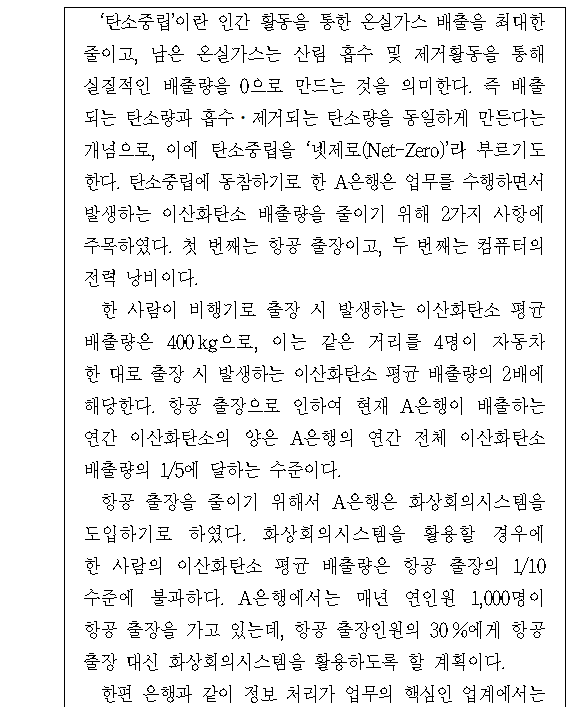 ‘탄소중립’이란 인간 활동을 통한 온실가스 배출을 최대한
줄이고, 남은 온실가스는 산림 흡수 및 제거활동을 통해
실질적인 배출량을 0으로 만드는 것을 의미한다. 즉 배출
되는 탄소량과 흡수·제거되는 탄소량을 동일하게 만든다는
개념으로, 이에 탄소중립을 ‘넷제로(Net-Zero)’라 부르기도
한다. 탄소중립에 동참하기로 한 A은행은 업무를 수행하면서
발생하는 이산화탄소 배출량을 줄이기 위해 2가지 사항에
주목하였다. 첫 번째는 항공 출장이고, 두 번째는 컴퓨터의
전력 낭비이다.
한 사람이 비행기로 출장 시 발생하는 이산화탄소 평균
배출량은 400kg으로, 이는 같은 거리를 4명이 자동차
한 대로 출장 시 발생하는 이산화탄소 평균 배출량의 2배에
해당한다. 항공 출장으로 인하여 현재 A은행이 배출하는
연간 이산화탄소의 양은 A은행의 연간 전체 이산화탄소
배출량의 1/5에 달하는 수준이다.
항공 출장을 줄이기 위해서 A은행은 화상회의시스템을
도입하기로 하였다. 화상회의시스템을 활용할 경우에
한 사람의 이산화탄소 평균 배출량은 항공 출장의 1/10
수준에 불과하다. A은행에서는 매년 연인원 1,000명이
항공 출장을 가고 있는데, 항공 출장인원의 30%에게 항공
출장 대신 화상회의시스템을 활용하도록 할 계획이다.
한편 은행과 같이 정보 처리가 업무의 핵심인 업계에서는